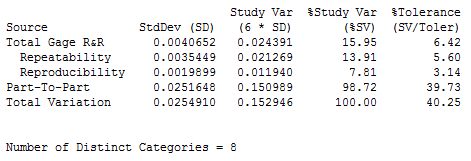 Study Var %Study Var %Tolerance
Source StdDev (SD) (6 * SD) (%SV) (SV/Toler)
Total Gage R&R 0.0040652 0.024391 15.95 6.42
Repeatability 0.0035449 0.021269 13.91 5.60
Reproducibility 0.0019899 0.011940 7.81 3.14
Part-To-Part 0.0251648 0.150989 98.72 39.73
Total Variation 0.0254910 0.152946 100.00 40.25
Number of Distinct Categories = 8